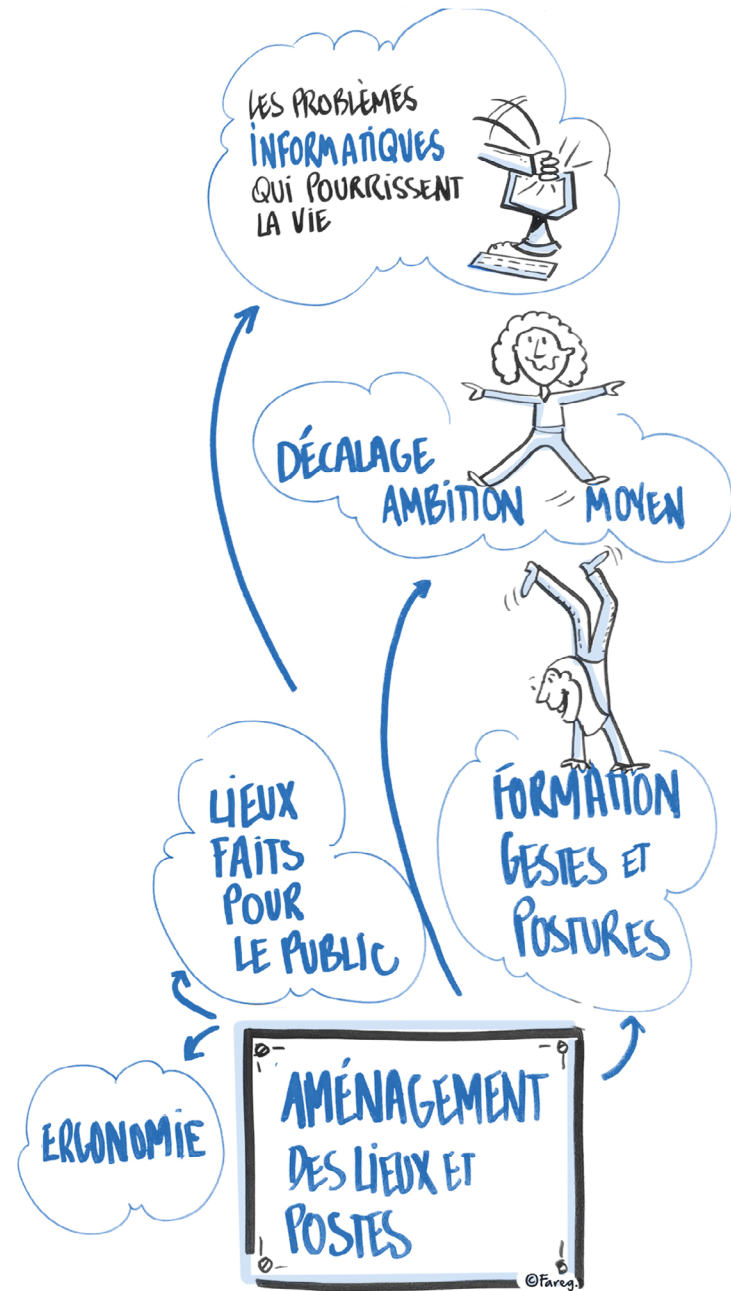 LES PROBLÈMES
INFORMATIQUES
QUI POURRISSENT
LA VIE
DÉCALAGE
AMBITION MOYEN
LIEUX
FAITS
POUR
LE PUBLIC
FORMATION
GESTES ET
POSTURES
ERGONOMIE
AMÉNAGEMENT
DES LIEUX ET
POSTES
©Fareg.